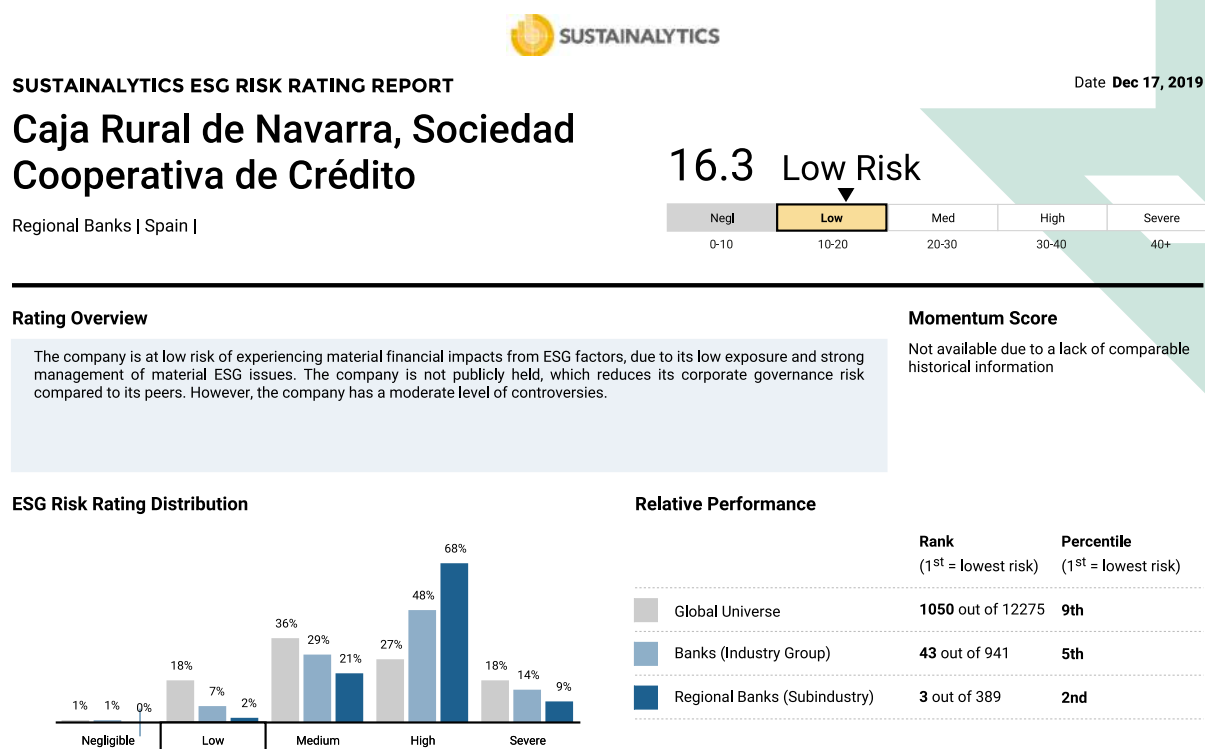 SUSTAINALYTICS
SUSTAINALYTICS ESG RISK RATING REPORT
Date Dec 17, 2019
Caja Rural de Navarra, Sociedad
Cooperativa de Crédito
Regional Banks | Spain |
16.3 Low Risk
Negl Low Med High Severe
0-10 10-20 20-30 30-40 40+
Rating Overview
The company is at low risk of experiencing material financial impacts from ESG factors, due to its low exposure and strong
management of material ESG issues. The company is not publicly held, which reduces its corporate governance risk
compared to its peers. However, the company has a moderate level of controversies.
Momentum Score
Not available due to a lack of comparable
historical information
ESG Risk Rating Distribution
1% 1% 0%
18% 7% 2%
36% 29% 21%
27% 48% 68%
18% 14% 9%
Negligible Low Medium High Severe
Relative Performance
Rank Percentile
(1st = lowest risk) (1st = lowest risk)
Global Universe 1050 out of 12275 9th
Banks (Industry Group) 43 out of 941 5th
Regional Banks (Subindustry) 3 out of 389 2nd